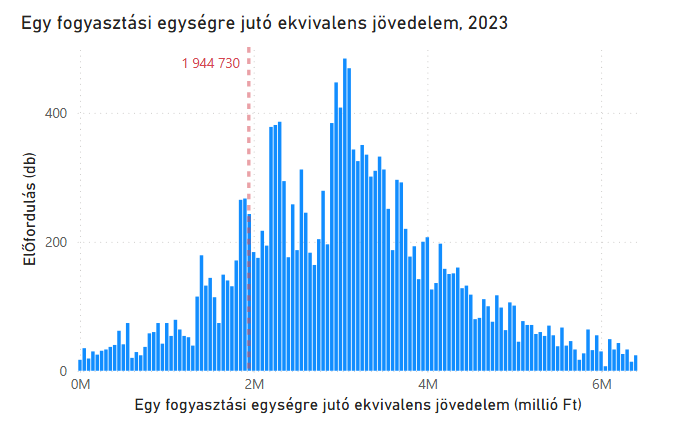 Egy fogyasztási egységre jutó ekvivalens jövedelem, 2023
1 944 730
400
200
0
Előfordulás (db)
0M 2M 4M 6M
Egy fogyasztási egységre jutó ekvivalens jövedelem (millió Ft)